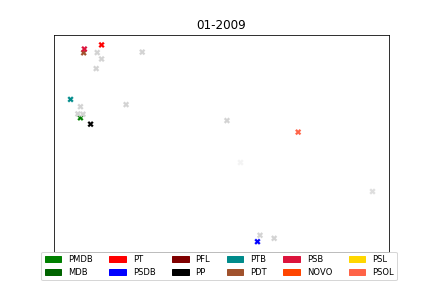 01-2009
PMDB PT PFL PTB PSB PSL
MDB PSDB PP PDT NOVO PSOL